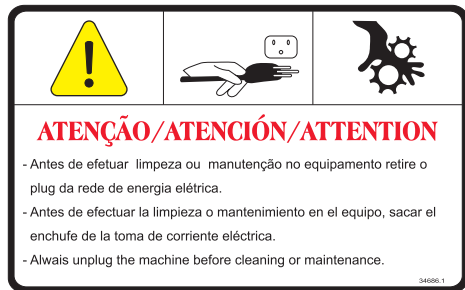 ATENÇÃO/ATENCIÓN/ATTENTION
- Antes de efetuar limpeza ou manutenção no equipamento retire o
plug da rede de energia elétrica.
- Antes de efectuar la limpieza o mantenimiento en el equipo, sacar el
enchufe de la toma de corriente eléctrica.
- Alwais unplug the machine before cleaning or maintenance.
34686.1